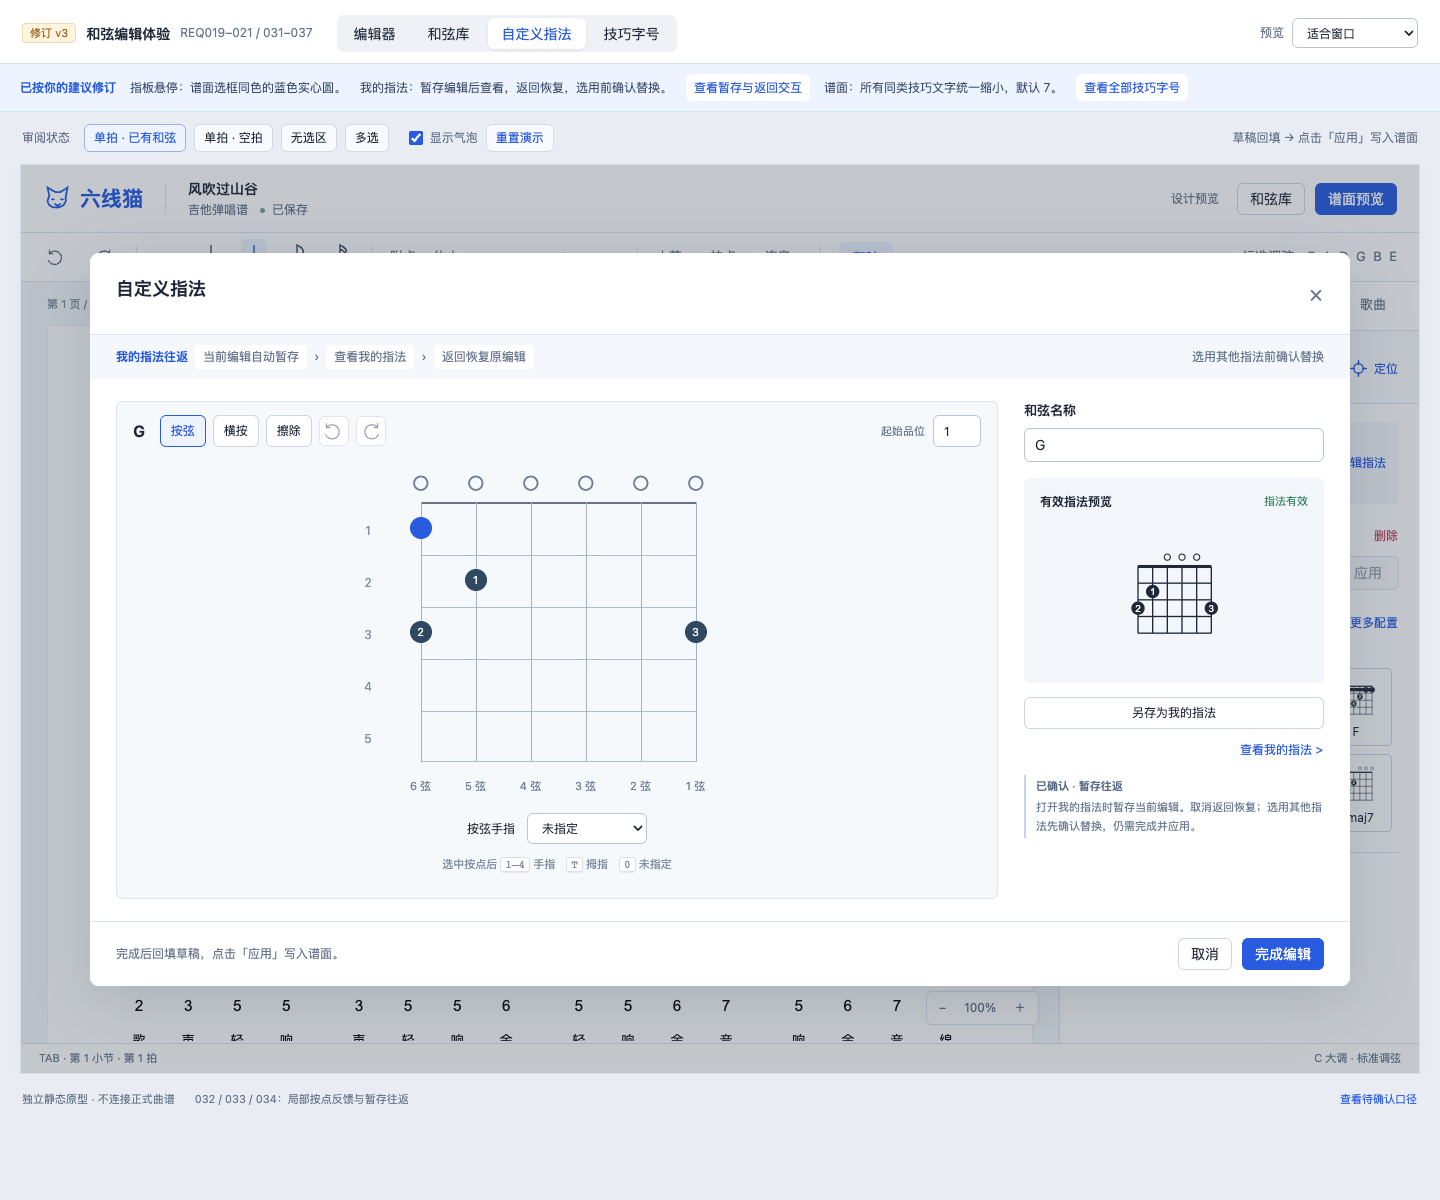 修订 v3 和弦编辑体验 REQ019–021 / 031–037 编辑器 和弦库 自定义指法 技巧字号 预览 适合窗口
已按你的建议修订 指板悬停：谱面选框同色的蓝色实心圆。 我的指法：暂存编辑后查看，返回恢复，选用前确认替换。 查看暂存与返回交互 谱面：所有同类技巧文字统一缩小，默认 7。 查看全部技巧字号
审阅状态 单拍 · 已有和弦 单拍 · 空拍 无选区 多选 显示气泡 重置演示 草稿回填 → 点击「应用」写入谱面
六线猫 风吹过山谷 设计预览 和弦库 谱面预览
吉他弹唱谱 已保存
G B E
第 1 页 / 歌曲
自定义指法 ×
定位
我的指法往返 当前编辑自动暂存 › 查看我的指法 › 返回恢复原编辑 选用其他指法前确认替换
G 按弦 横按 擦除 起始品位 1
和弦名称
G
辑指法
有效指法预览 指法有效
删除
应用
更多配置
1
2 1
3 2 3
4
5
1
2 3
6 弦 5 弦 4 弦 3 弦 2 弦 1 弦
另存为我的指法
查看我的指法 >
F
maj7
已确认 · 暂存往返
打开我的指法时暂存当前编辑。取消返回恢复；选用其他指
法先确认替换，仍需完成并应用。
按弦手指 未指定
选中按点后 1–4 手指 T 拇指 0 未指定
完成后回填草稿，点击「应用」写入谱面。 取消 完成编辑
2 3 5 5 3 5 5 6 5 5 6 7 5 6 7 − 100% +
TAB · 第 1 小节 · 第 1 拍 C 大调 · 标准调弦
独立静态原型 · 不连接正式曲谱 032 / 033 / 034：局部按点反馈与暂存往返 查看待确认口径